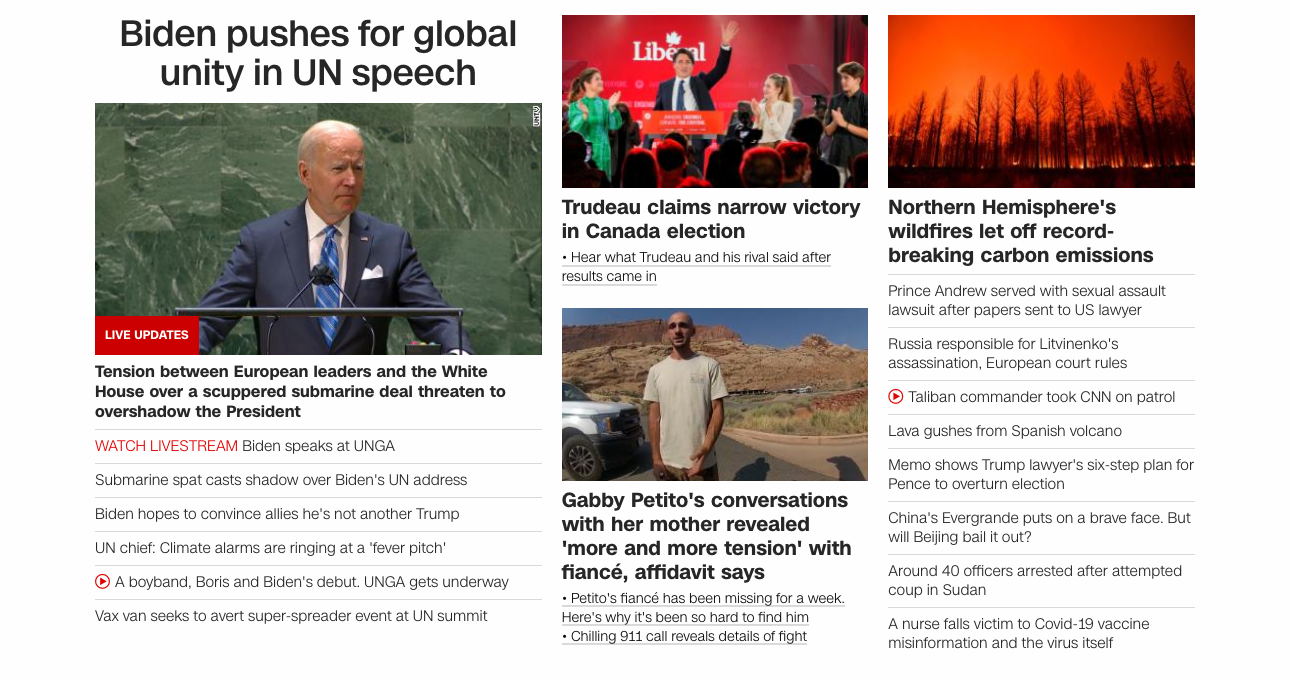 Biden pushes for global
unity in UN speech
UNTV
LIVE UPDATES
Tension between European leaders and the White
House over a scuppered submarine deal threaten to
overshadow the President
WATCH LIVESTREAM Biden speaks at UNGA
Submarine spat casts shadow over Biden's UN address
Biden hopes to convince allies he's not another Trump
UN chief: Climate alarms are ringing at a 'fever pitch'
A boyband, Boris and Biden's debut. UNGA gets underway
Vax van seeks to avert super-spreader event at UN summit
Libéral
Trudeau claims narrow victory
in Canada election
• Hear what Trudeau and his rival said after
results came in
Gabby Petito's conversations
with her mother revealed
'more and more tension' with
fiancé, affidavit says
• Petito's fiancé has been missing for a week.
Here's why it's been so hard to find him
• Chilling 911 call reveals details of fight
Northern Hemisphere's
wildfires let off record-
breaking carbon emissions
Prince Andrew served with sexual assault
lawsuit after papers sent to US lawyer
Russia responsible for Litvinenko's
assassination, European court rules
Taliban commander took CNN on patrol
Lava gushes from Spanish volcano
Memo shows Trump lawyer's six-step plan for
Pence to overturn election
China's Evergrande puts on a brave face. But
will Beijing bail it out?
Around 40 officers arrested after attempted
coup in Sudan
A nurse falls victim to Covid-19 vaccine
misinformation and the virus itself